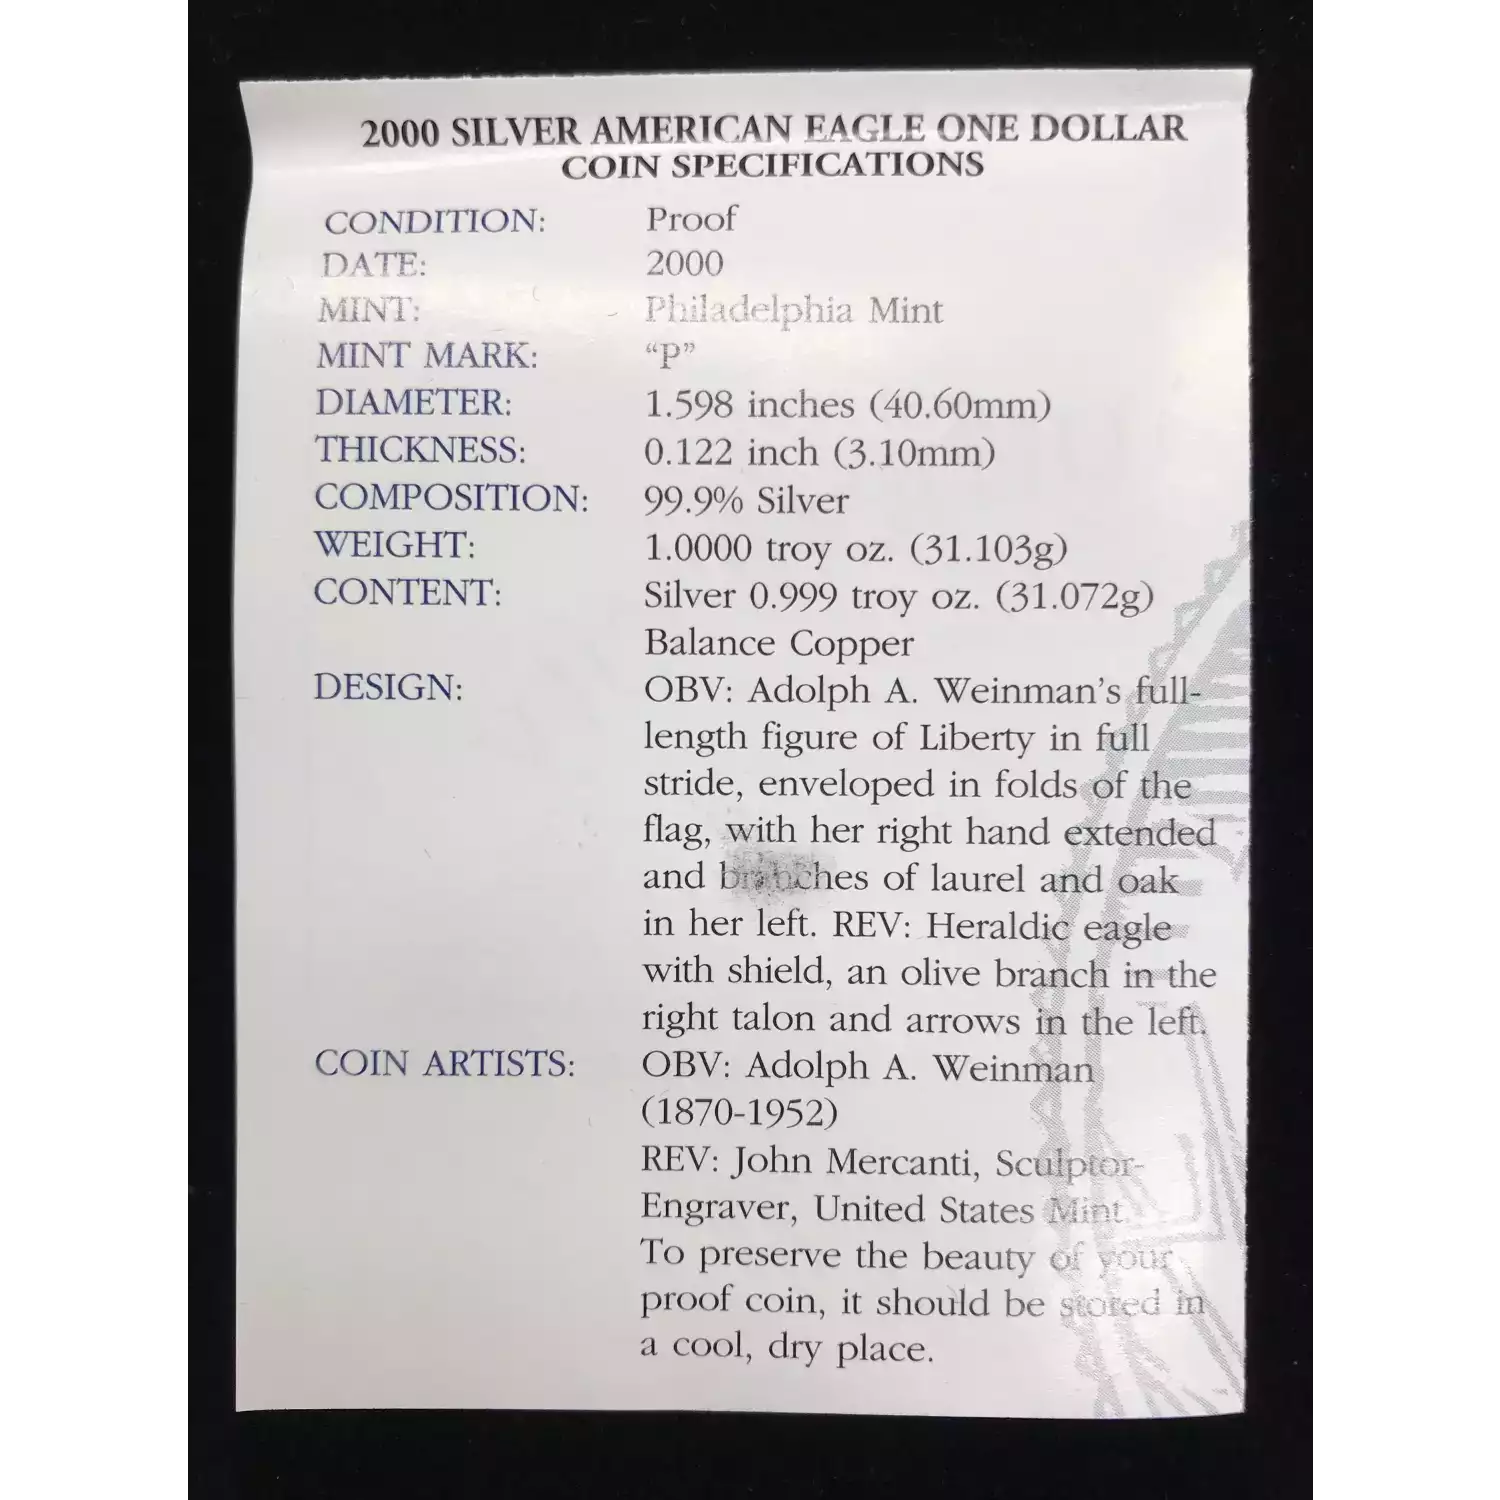 2000 SILVER AMERICAN EAGLE ONE DOLLAR
COIN SPECIFICATIONS
CONDITION: Proof
DATE: 2000
MINT: Philadelphia Mint
MINT MARK: “P”
DIAMETER: 1.598 inches (40.60mm)
THICKNESS: 0.122 inch (3.10mm)
COMPOSITION: 99.9% Silver
WEIGHT: 1.0000 troy oz. (31.103g)
CONTENT: Silver 0.999 troy oz. (31.072g)
Balance Copper
DESIGN: OBV: Adolph A. Weinman’s full-
length figure of Liberty in full
stride, enveloped in folds of the
flag, with her right hand extended
and branches of laurel and oak
in her left. REV: Heraldic eagle
with shield, an olive branch in the
right talon and arrows in the left.
COIN ARTISTS: OBV: Adolph A. Weinman
(1870-1952)
REV: John Mercanti, Sculptor-
Engraver, United States Mint.
To preserve the beauty of your
proof coin, it should be stored in
a cool, dry place.